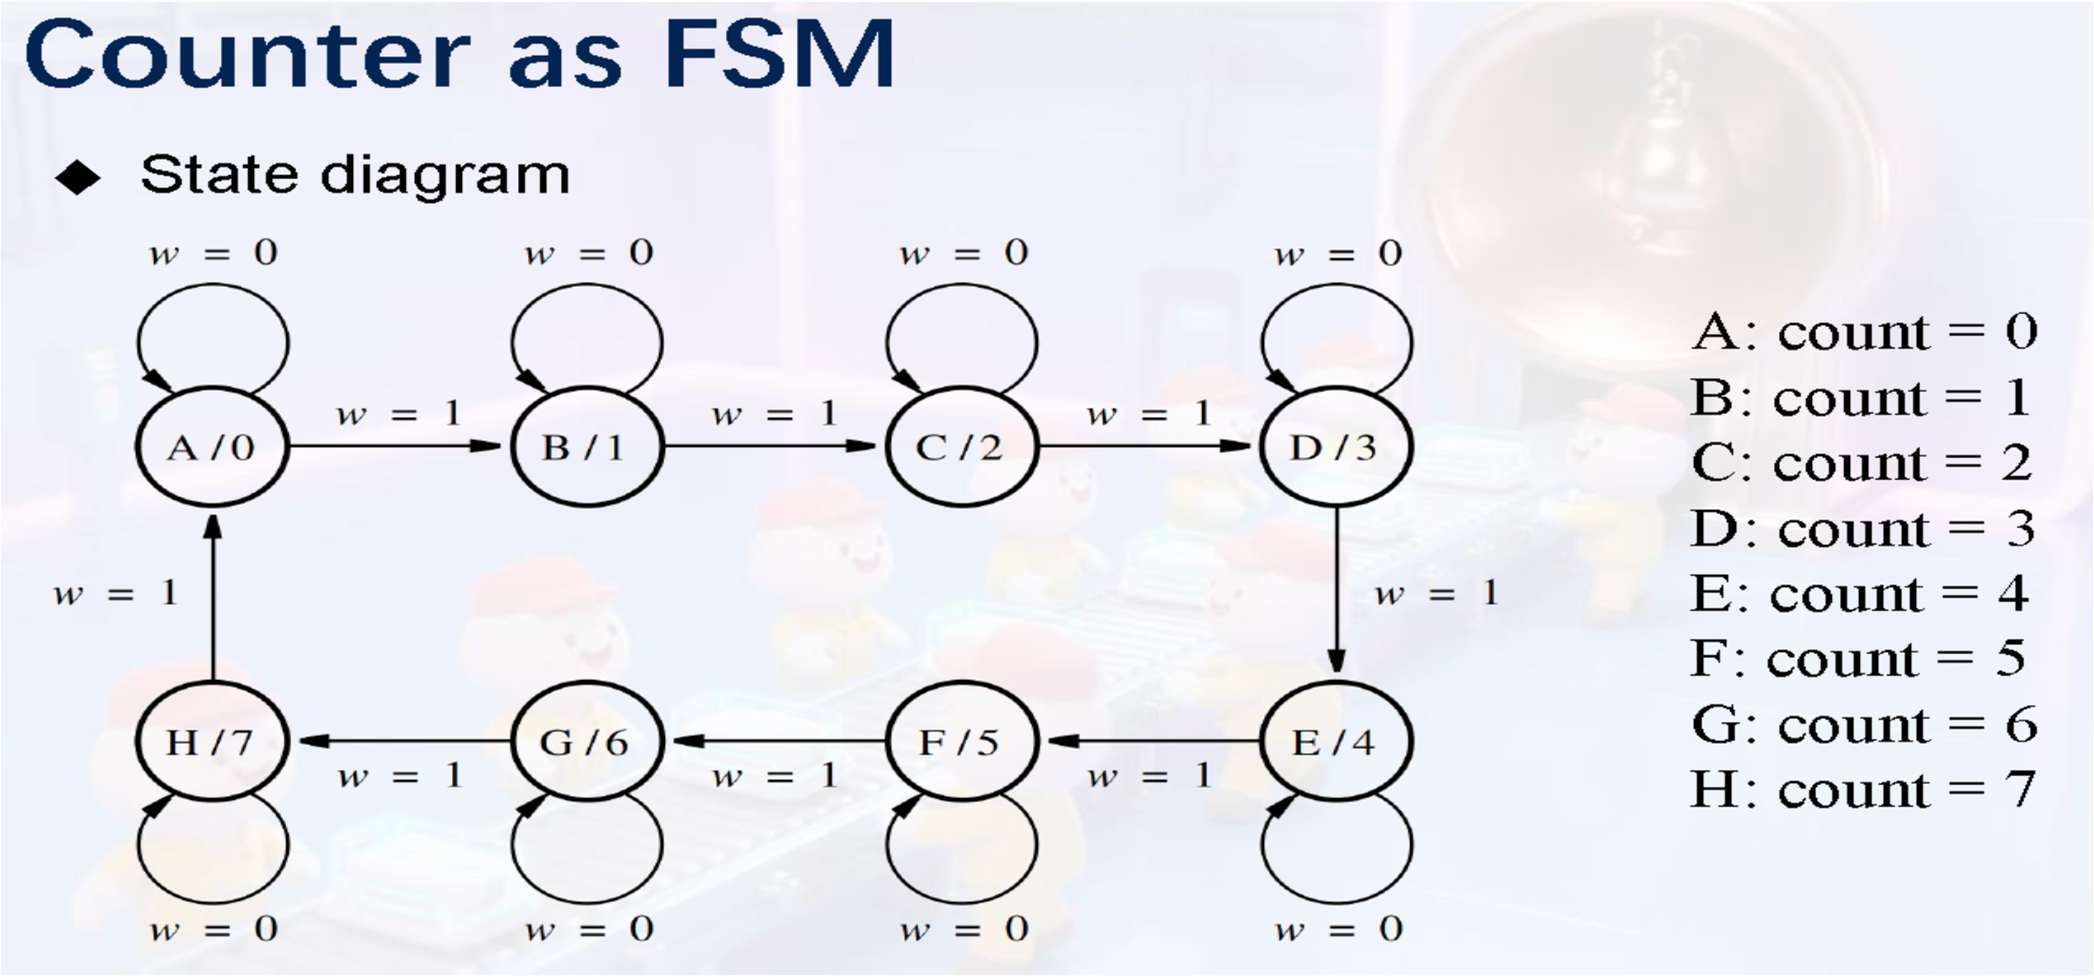 Counter as FSM
◆ State diagram
w = 0 w = 0 w = 0 w = 0
w = 1 w = 1 w = 1
A / 0 B / 1 C / 2 D / 3
w = 1 w = 1
H / 7 G / 6 F / 5 E / 4
w = 1 w = 1 w = 1
w = 0 w = 0 w = 0 w = 0
A: count = 0
B: count = 1
C: count = 2
D: count = 3
E: count = 4
F: count = 5
G: count = 6
H: count = 7